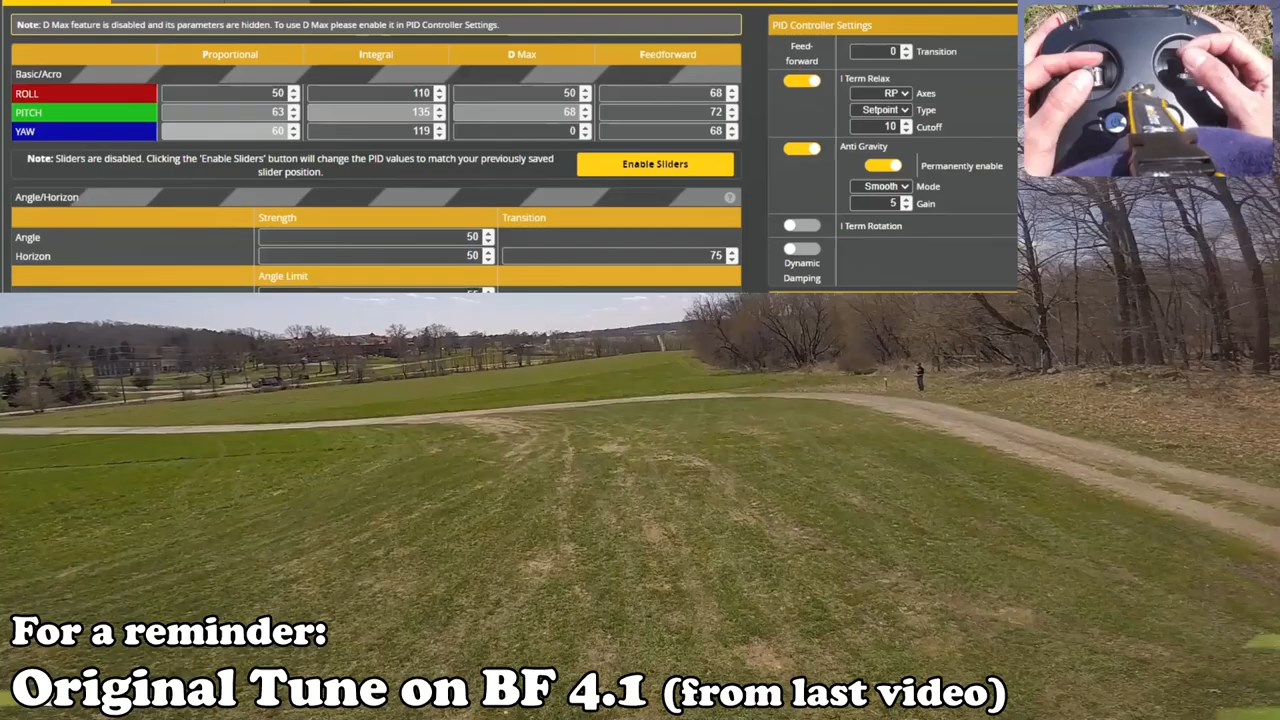 Note: D Max feature is disabled and its parameters are hidden. To use D Max please enable it in PID Controller Settings.
Proportional Integral D Max Feedforward
Basic/Acro
ROLL 50 110 50 68
PITCH 63 135 68 72
YAW 60 119 0 68
Note: Sliders are disabled. Clicking the 'Enable Sliders' button will change the PID values to match your previously saved
slider position.
Enable Sliders
Angle/Horizon ?
Strength Transition
Angle 50
Horizon 50 75
Angle Limit
PID Controller Settings
Feed-
forward
0 Transition
I Term Relax
RP Axes
Setpoint Type
10 Cutoff
Anti Gravity
Permanently enable
Smooth Mode
5 Gain
I Term Rotation
Dynamic
Damping
For a reminder:
Original Tune on BF 4.1 (from last video)